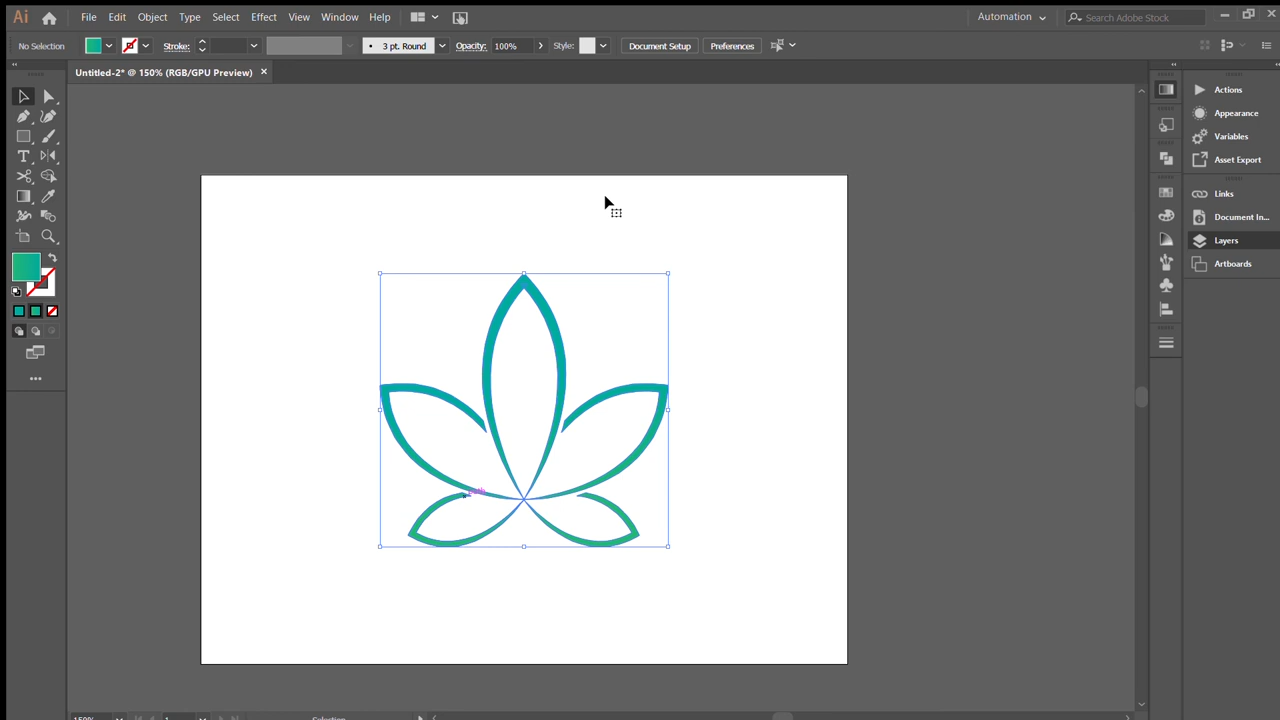 Ai File Edit Object Type Select Effect View Window Help Automation Search Adobe Stock
No Selection Stroke: 3 pt. Round Opacity: 100% Style: Document Setup Preferences
Untitled-2* @ 150% (RGB/GPU Preview)
Actions
Appearance
Variables
Asset Export
Links
Document In...
Layers
Artboards
path
150% 1 Selection